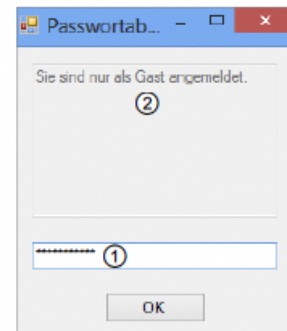 Passwortab...
Sie sind nur als Gast angemeldet.
②
*********** ①
OK